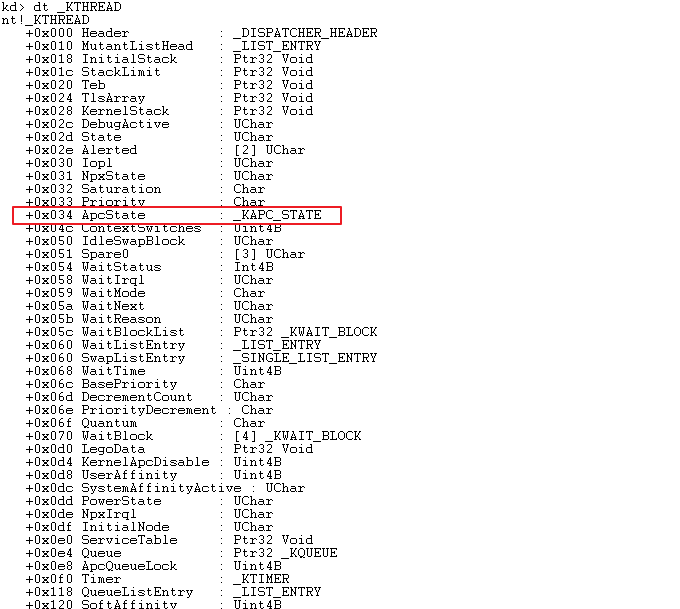 kd> dt _KTHREAD
nt!_KTHREAD
   +0x000 Header           : _DISPATCHER_HEADER
   +0x010 MutantListHead   : _LIST_ENTRY
   +0x018 InitialStack     : Ptr32 Void
   +0x01c StackLimit       : Ptr32 Void
   +0x020 Teb              : Ptr32 Void
   +0x024 TlsArray         : Ptr32 Void
   +0x028 KernelStack      : Ptr32 Void
   +0x02c DebugActive      : UChar
   +0x02d State            : UChar
   +0x02e Alerted          : [2] UChar
   +0x030 Iopl             : UChar
   +0x031 NpxState         : UChar
   +0x032 Saturation       : Char
   +0x033 Priority         : Char
   +0x034 ApcState         : _KAPC_STATE
   +0x04c ContextSwitches  : Uint4B
   +0x050 IdleSwapBlock    : UChar
   +0x051 Spare0           : [3] UChar
   +0x054 WaitStatus       : Int4B
   +0x058 WaitIrql         : UChar
   +0x059 WaitMode         : Char
   +0x05a WaitNext         : UChar
   +0x05b WaitReason       : UChar
   +0x05c WaitBlockList    : Ptr32 _KWAIT_BLOCK
   +0x060 WaitListEntry    : _LIST_ENTRY
   +0x060 SwapListEntry    : _SINGLE_LIST_ENTRY
   +0x068 WaitTime         : Uint4B
   +0x06c BasePriority     : Char
   +0x06d DecrementCount   : UChar
   +0x06e PriorityDecrement : Char
   +0x06f Quantum          : Char
   +0x070 WaitBlock        : [4] _KWAIT_BLOCK
   +0x0d0 LegoData         : Ptr32 Void
   +0x0d4 KernelApcDisable : Uint4B
   +0x0d8 UserAffinity     : Uint4B
   +0x0dc SystemAffinityActive : UChar
   +0x0dd PowerState       : UChar
   +0x0de NpxIrql          : UChar
   +0x0df InitialNode      : UChar
   +0x0e0 ServiceTable     : Ptr32 Void
   +0x0e4 Queue            : Ptr32 _KQUEUE
   +0x0e8 ApcQueueLock     : Uint4B
   +0x0f0 Timer            : _KTIMER
   +0x118 QueueListEntry   : _LIST_ENTRY
   +0x120 SoftAffinity     : Uint4B